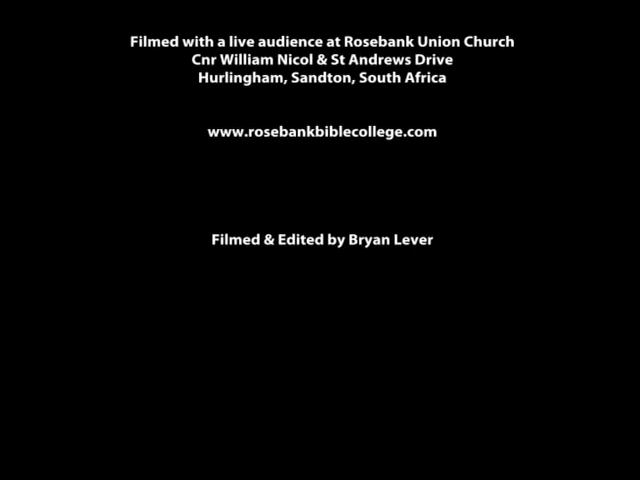 Filmed with a live audience at Rosebank Union Church
Cnr William Nicol & St Andrews Drive
Hurlingham, Sandton, South Africa
www.rosebankbiblecollege.com
Filmed & Edited by Bryan Lever